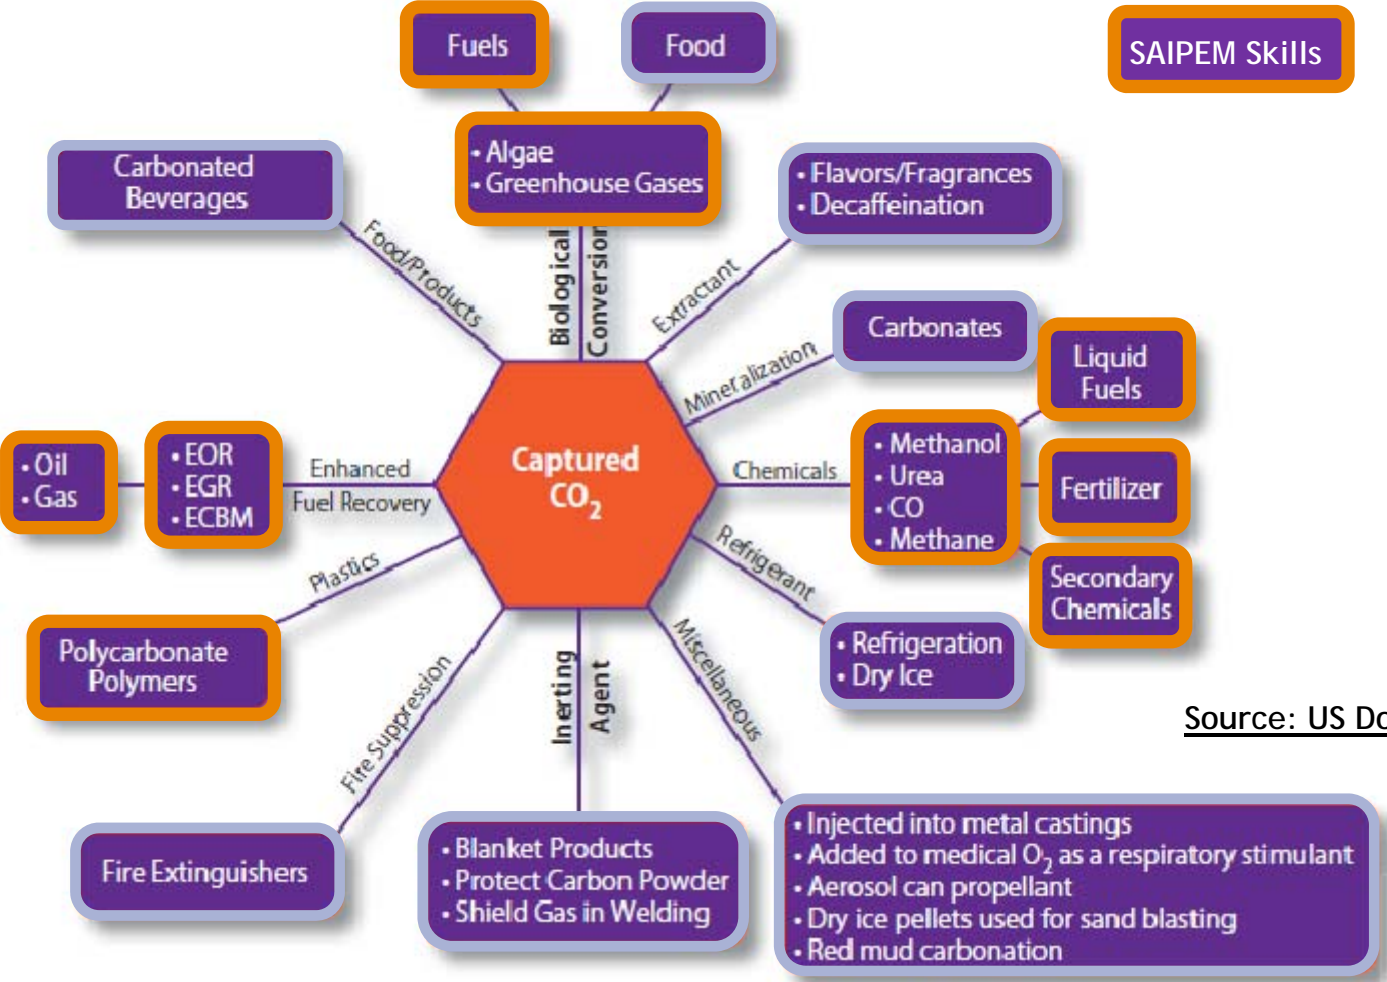 Fuels
Food
SAIPEM Skills
• Algae
• Greenhouse Gases
Carbonated
Beverages
• Flavors/Fragrances
• Decaffeination
Food/Products
Biological
Conversion
Extractant
Mineralization
Carbonates
Liquid
Fuels
• Oil
• Gas
• EOR
• EGR
• ECBM
Enhanced
Fuel Recovery
Captured
CO2
Chemicals
• Methanol
• Urea
• CO
• Methane
Fertilizer
Secondary
Chemicals
Plastics
Polycarbonate
Polymers
Refrigerant
• Refrigeration
• Dry Ice
Fire Suppression
Inerting
Agent
Miscellaneous
Source: US Do
Fire Extinguishers
• Blanket Products
• Protect Carbon Powder
• Shield Gas in Welding
• Injected into metal castings
• Added to medical O2 as a respiratory stimulant
• Aerosol can propellant
• Dry ice pellets used for sand blasting
• Red mud carbonation